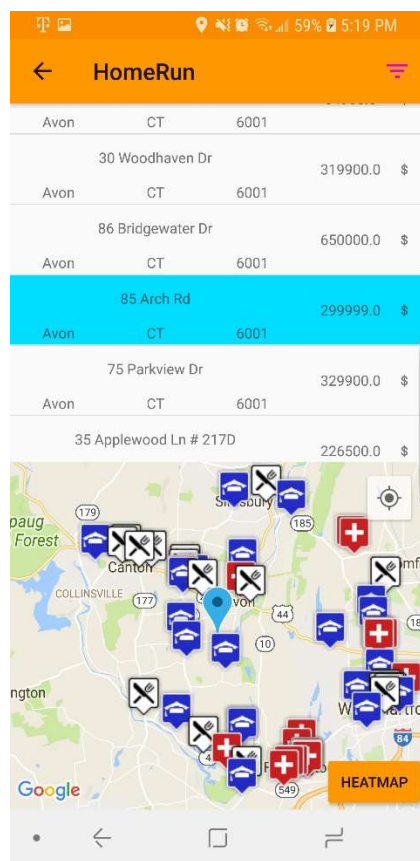 59% 5:19 PM
HomeRun
Avon CT 6001
30 Woodhaven Dr
319900.0 $
Avon CT 6001
86 Bridgewater Dr
650000.0 $
Avon CT 6001
85 Arch Rd
299999.0 $
Avon CT 6001
75 Parkview Dr
329900.0 $
Avon CT 6001
35 Applewood Ln # 217D
226500.0 $
179
185
paug
Forest
Canton
COLLINSVILLE
177
von
44
10
ngton
84
549
Google
HEATMAP